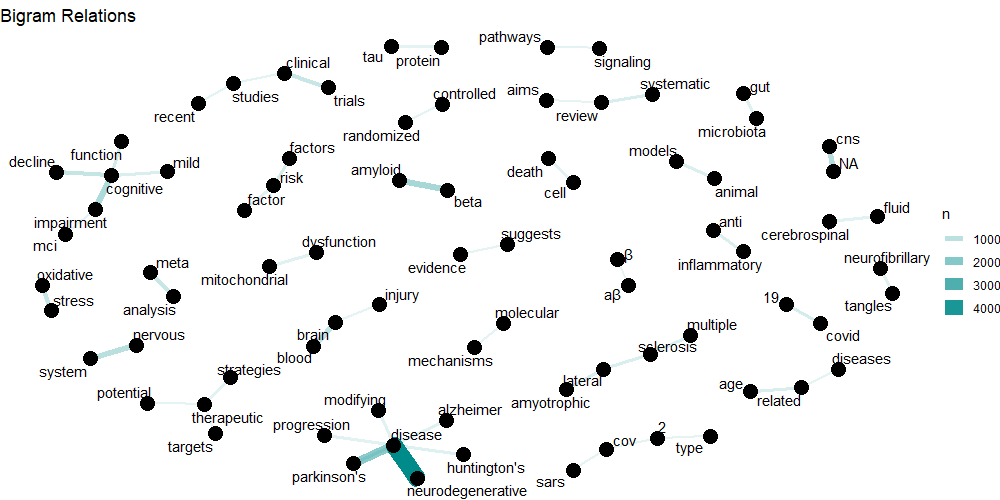 Bigram Relations
tau
protein
pathways
signaling
clinical
studies
recent
trials
controlled
randomized
aims
review
systematic
gut
microbiota
decline
function
mild
cognitive
impairment
mci
factors
risk
factor
amyloid
beta
death
cell
models
animal
cns
NA
fluid
cerebrospinal
n
1000
2000
3000
4000
oxidative
stress
meta
analysis
dysfunction
mitochondrial
suggests
evidence
β
aβ
anti
inflammatory
neurofibrillary
tangles
injury
brain
blood
molecular
mechanisms
19
covid
nervous
system
multiple
sclerosis
lateral
amyotrophic
diseases
age
related
strategies
potential
therapeutic
targets
modifying
alzheimer
progression
disease
parkinson's
huntington's
neurodegenerative
2
cov
type
sars